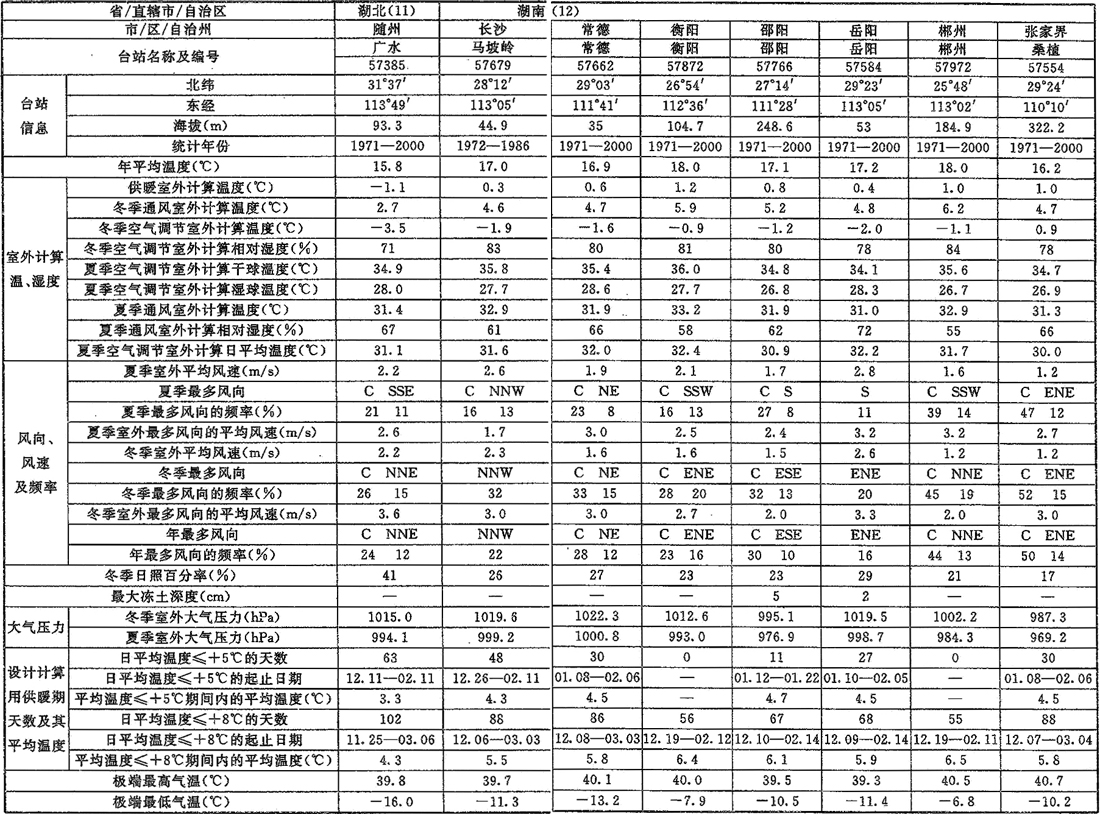 省/直辖市/自治区 湖北(11) 湖南(12)
市/区/自治州 随州 长沙 常德 衡阳 邵阳 岳阳 郴州 张家界
台站名称及编号 广水 马坡岭 常德 衡阳 邵阳 岳阳 郴州 桑植
57385 57679 57662 57872 57766 57584 57972 57554
台站信息 北纬 31°37′ 28°12′ 29°03′ 26°54′ 27°14′ 29°23′ 25°48′ 29°24′
东经 113°49′ 113°05′ 111°41′ 112°36′ 111°28′ 113°05′ 113°02′ 110°10′
海拔(m) 93.3 44.9 35 104.7 248.6 53 184.9 322.2
统计年份 1971—2000 1972—1986 1971—2000 1971—2000 1971—2000 1971—2000 1971—2000 1971—2000
年平均温度(℃) 15.8 17.0 16.9 18.0 17.1 17.2 18.0 16.2
室外计算温、湿度 供暖室外计算温度(℃) -1.1 0.3 0.6 1.2 0.8 0.4 1.0 1.0
冬季通风室外计算温度(℃) 2.7 4.6 4.7 5.9 5.2 4.8 6.2 4.7
冬季空气调节室外计算温度(℃) -3.5 -1.9 -1.6 -0.9 -1.2 -2.0 -1.1 0.9
冬季空气调节室外计算相对湿度(%) 71 83 80 81 80 78 84 78
夏季空气调节室外计算干球温度(℃) 34.9 35.8 35.4 36.0 34.8 34.1 35.6 34.7
夏季空气调节室外计算湿球温度(℃) 28.0 27.7 28.6 27.7 26.8 28.3 26.7 26.9
夏季通风室外计算温度(℃) 31.4 32.9 31.9 33.2 31.9 31.0 32.9 31.3
夏季通风室外计算相对湿度(%) 67 61 66 58 62 72 55 66
夏季空气调节室外计算日平均温度(℃) 31.1 31.6 32.0 32.4 30.9 32.2 31.7 30.0
风向、风速及频率 夏季室外平均风速(m/s) 2.2 2.6 1.9 2.1 1.7 2.8 1.6 1.2
夏季最多风向 C SSE C NNW C NE C SSW C S S C SSW C ENE
夏季最多风向的频率(%) 21 11 16 13 23 8 16 13 27 8 11 39 14 47 12
夏季室外最多风向的平均风速(m/s) 2.6 1.7 3.0 2.5 2.4 3.2 3.2 2.7
冬季室外平均风速(m/s) 2.2 2.3 1.6 1.6 1.5 2.6 1.2 1.2
冬季最多风向 C NNE NNW C NE C ENE C ESE ENE C NNE C ENE
冬季最多风向的频率(%) 26 15 32 33 15 28 20 32 13 20 45 19 52 15
冬季室外最多风向的平均风速(m/s) 3.6 3.0 3.0 2.7 2.0 3.3 2.0 3.0
年最多风向 C NNE NNW C NE C ENE C ESE ENE C NNE C ENE
年最多风向的频率(%) 24 12 22 28 12 23 16 30 10 16 44 13 50 14
冬季日照百分率(%) 41 26 27 23 23 29 21 17
最大冻土深度(cm) — — — — 5 2 — —
大气压力 冬季室外大气压力(hPa) 1015.0 1019.6 1022.3 1012.6 995.1 1019.5 1002.2 987.3
夏季室外大气压力(hPa) 994.1 999.2 1000.8 993.0 976.9 998.7 984.3 969.2
设计计算用供暖期天数及其平均温度 日平均温度≤+5℃的天数 63 48 30 0 11 27 0 30
日平均温度≤+5℃的起止日期 12.11—02.11 12.26—02.11 01.08—02.06 — 01.12—01.22 01.10—02.05 — 01.08—02.06
平均温度≤+5℃期间内的平均温度(℃) 3.3 4.3 4.5 — 4.7 4.5 — 4.5
日平均温度≤+8℃的天数 102 88 86 56 67 68 55 88
日平均温度≤+8℃的起止日期 11.25—03.06 12.06—03.03 12.08—03.03 12.19—02.12 12.10—02.14 12.09—02.14 12.19—02.11 12.07—03.04
平均温度≤+8℃期间内的平均温度(℃) 4.3 5.5 5.8 6.4 6.1 5.9 6.5 5.8
极端最高气温(℃) 39.8 39.7 40.1 40.0 39.5 39.3 40.5 40.7
极端最低气温(℃) -16.0 -11.3 -13.2 -7.9 -10.5 -11.4 -6.8 -10.2